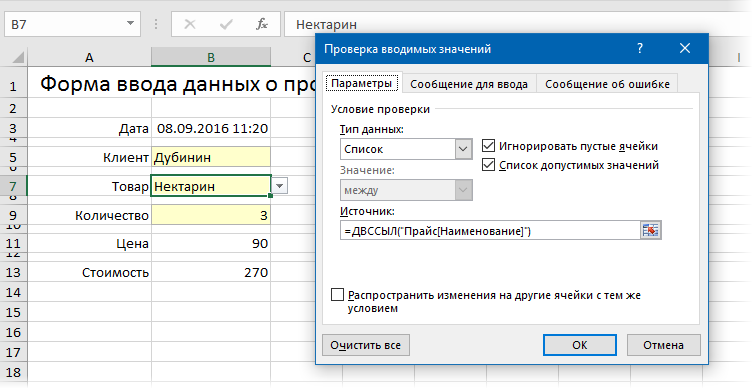 B7
fx
Нектарин
A
B
C
I
1
Форма ввода данных о про
2
3
Дата
08.09.2016 11:20
4
5
Клиент
Дубинин
6
7
Товар
Нектарин
8
9
Количество
3
10
11
Цена
90
12
13
Стоимость
270
14
15
16
17
18
Проверка вводимых значений
?
Параметры
Сообщение для ввода
Сообщение об ошибке
Условие проверки
Тип данных:
Список
Игнорировать пустые ячейки
Список допустимых значений
Значение:
между
Источник:
=ДВССЫЛ("Прайс[Наименование]")
Распространить изменения на другие ячейки с тем же
условием
Очистить все
ОК
Отмена